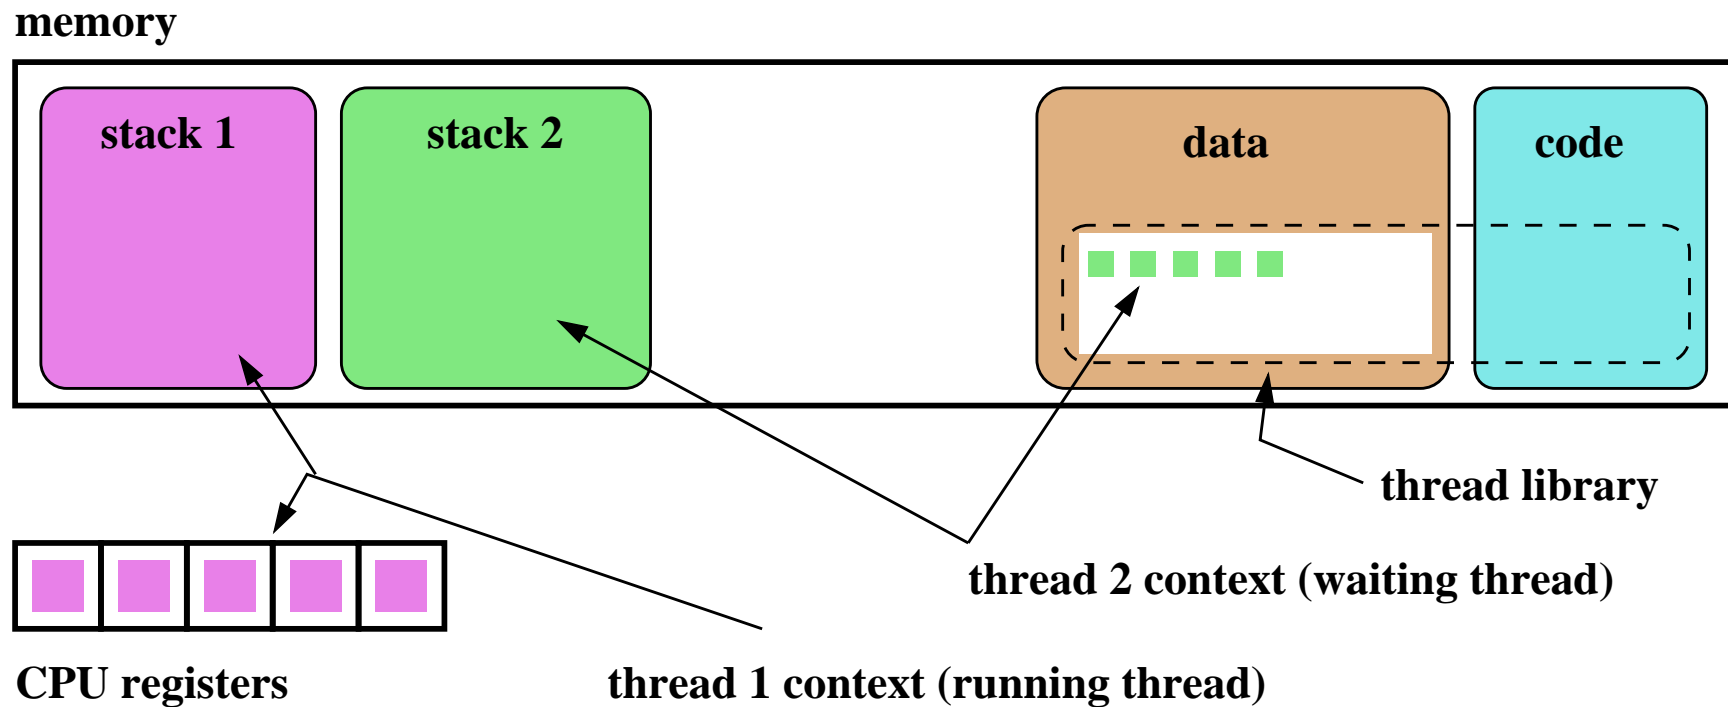 memory
stack 1
stack 2
data
code
thread library
thread 2 context (waiting thread)
CPU registers
thread 1 context (running thread)